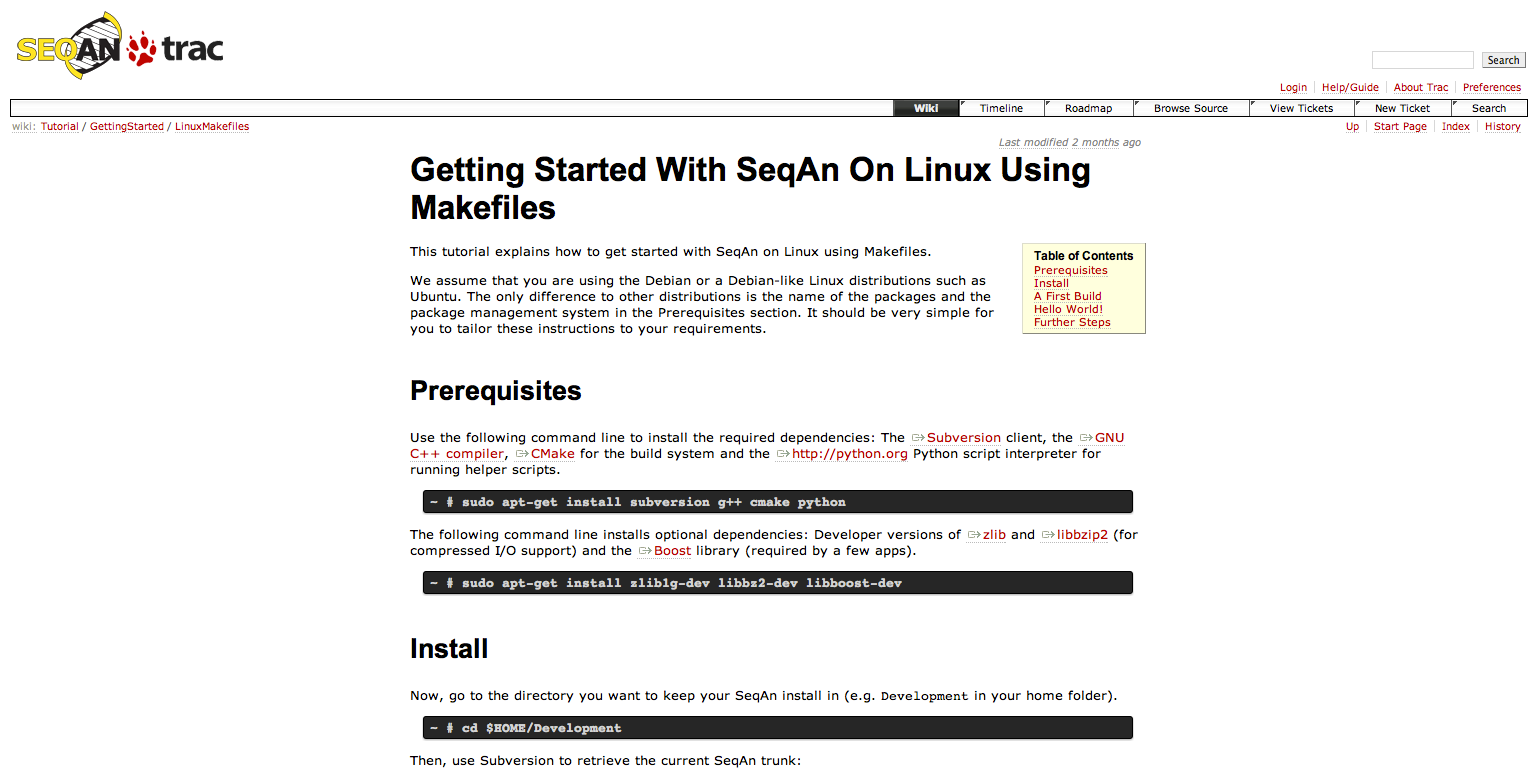 SEQAN trac
Search
Login Help/Guide About Trac Preferences
Wiki Timeline Roadmap Browse Source View Tickets New Ticket Search
wiki: Tutorial / GettingStarted / LinuxMakefiles
Up Start Page Index History
Last modified 2 months ago
Getting Started With SeqAn On Linux Using
Makefiles
This tutorial explains how to get started with SeqAn on Linux using Makefiles.
We assume that you are using the Debian or a Debian-like Linux distributions such as
Ubuntu. The only difference to other distributions is the name of the packages and the
package management system in the Prerequisites section. It should be very simple for
you to tailor these instructions to your requirements.
Table of Contents
Prerequisites
Install
A First Build
Hello World!
Further Steps
Prerequisites
Use the following command line to install the required dependencies: The Subversion client, the GNU
C++ compiler, CMake for the build system and the http://python.org Python script interpreter for
running helper scripts.
~ # sudo apt-get install subversion g++ cmake python
The following command line installs optional dependencies: Developer versions of zlib and libbzip2 (for
compressed I/O support) and the Boost library (required by a few apps).
~ # sudo apt-get install zlib1g-dev libbz2-dev libboost-dev
Install
Now, go to the directory you want to keep your SeqAn install in (e.g. Development in your home folder).
~ # cd $HOME/Development
Then, use Subversion to retrieve the current SeqAn trunk: